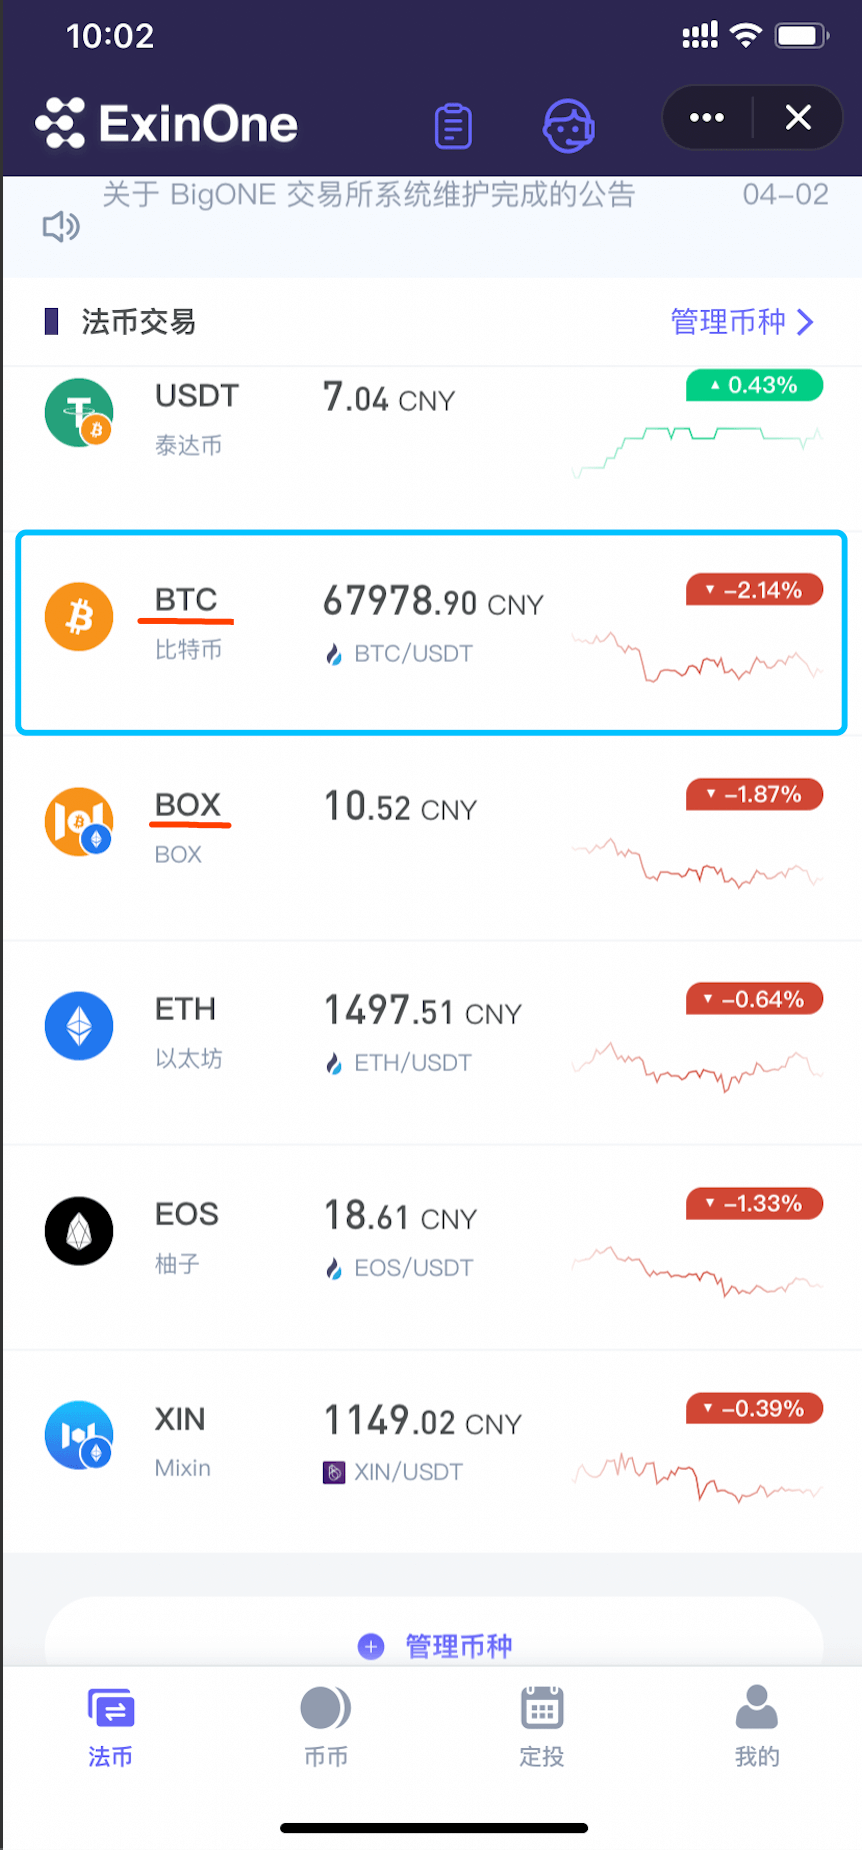 10:02
ExinOne
关于 BigONE 交易所系统维护完成的公告 04-02
法币交易 管理币种
USDT 7.04 CNY ▲ 0.43%
泰达币
BTC 67978.90 CNY ▼ -2.14%
比特币 BTC/USDT
BOX 10.52 CNY ▼ -1.87%
BOX
ETH 1497.51 CNY ▼ -0.64%
以太坊 ETH/USDT
EOS 18.61 CNY ▼ -1.33%
柚子 EOS/USDT
XIN 1149.02 CNY ▼ -0.39%
Mixin XIN/USDT
管理币种
法币 币币 定投 我的